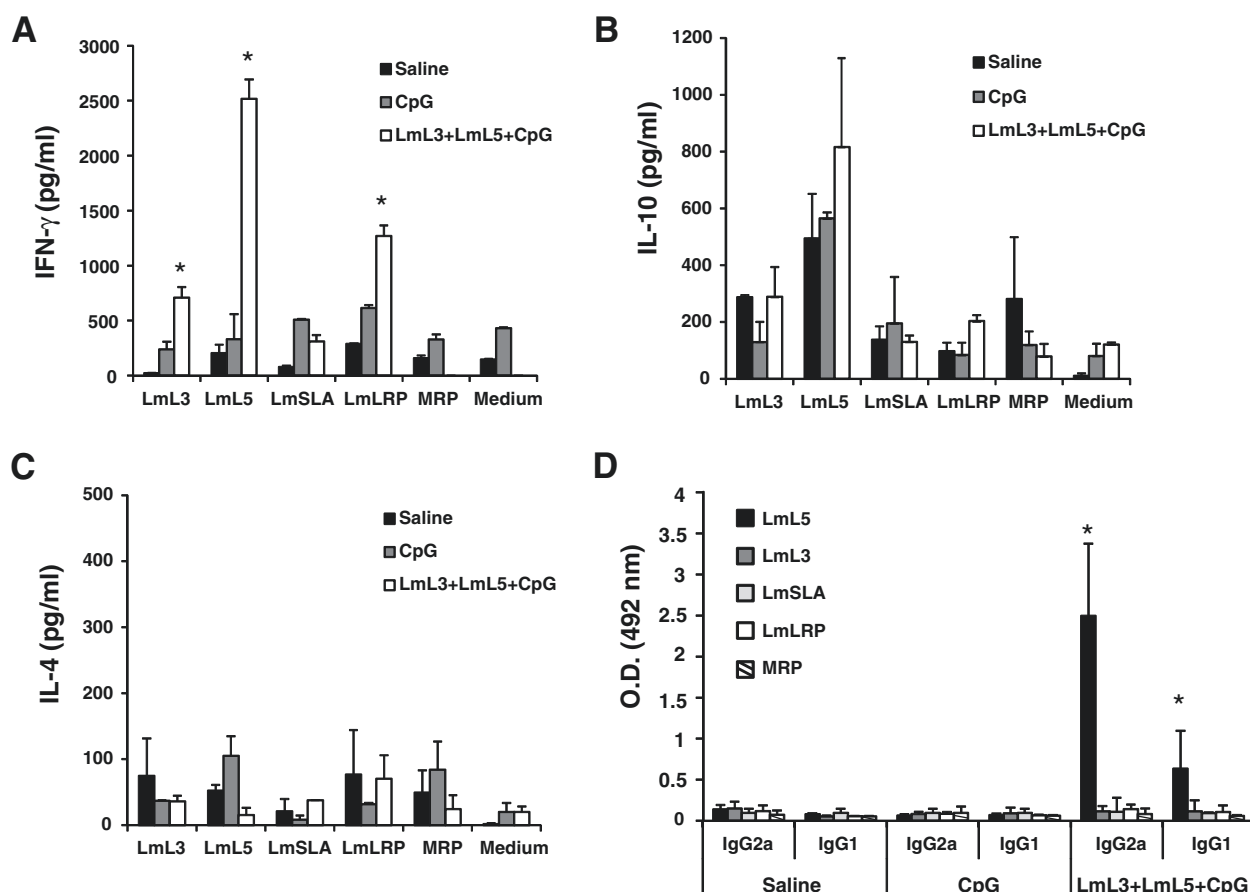 A
3000
2500
2000
1500
1000
500
0
IFN-γ (pg/ml)
Saline
CpG
LmL3+LmL5+CpG
*
*
*
LmL3 LmL5 LmSLA LmLRP MRP Medium
B
1200
1000
800
600
400
200
0
IL-10 (pg/ml)
Saline
CpG
LmL3+LmL5+CpG
LmL3 LmL5 LmSLA LmLRP MRP Medium
C
500
400
300
200
100
0
IL-4 (pg/ml)
Saline
CpG
LmL3+LmL5+CpG
LmL3 LmL5 LmSLA LmLRP MRP Medium
D
4
3.5
3
2.5
2
1.5
1
0.5
0
O.D. (492 nm)
LmL5
LmL3
LmSLA
LmLRP
MRP
*
*
IgG2a IgG1 IgG2a IgG1 IgG2a IgG1
Saline CpG LmL3+LmL5+CpG